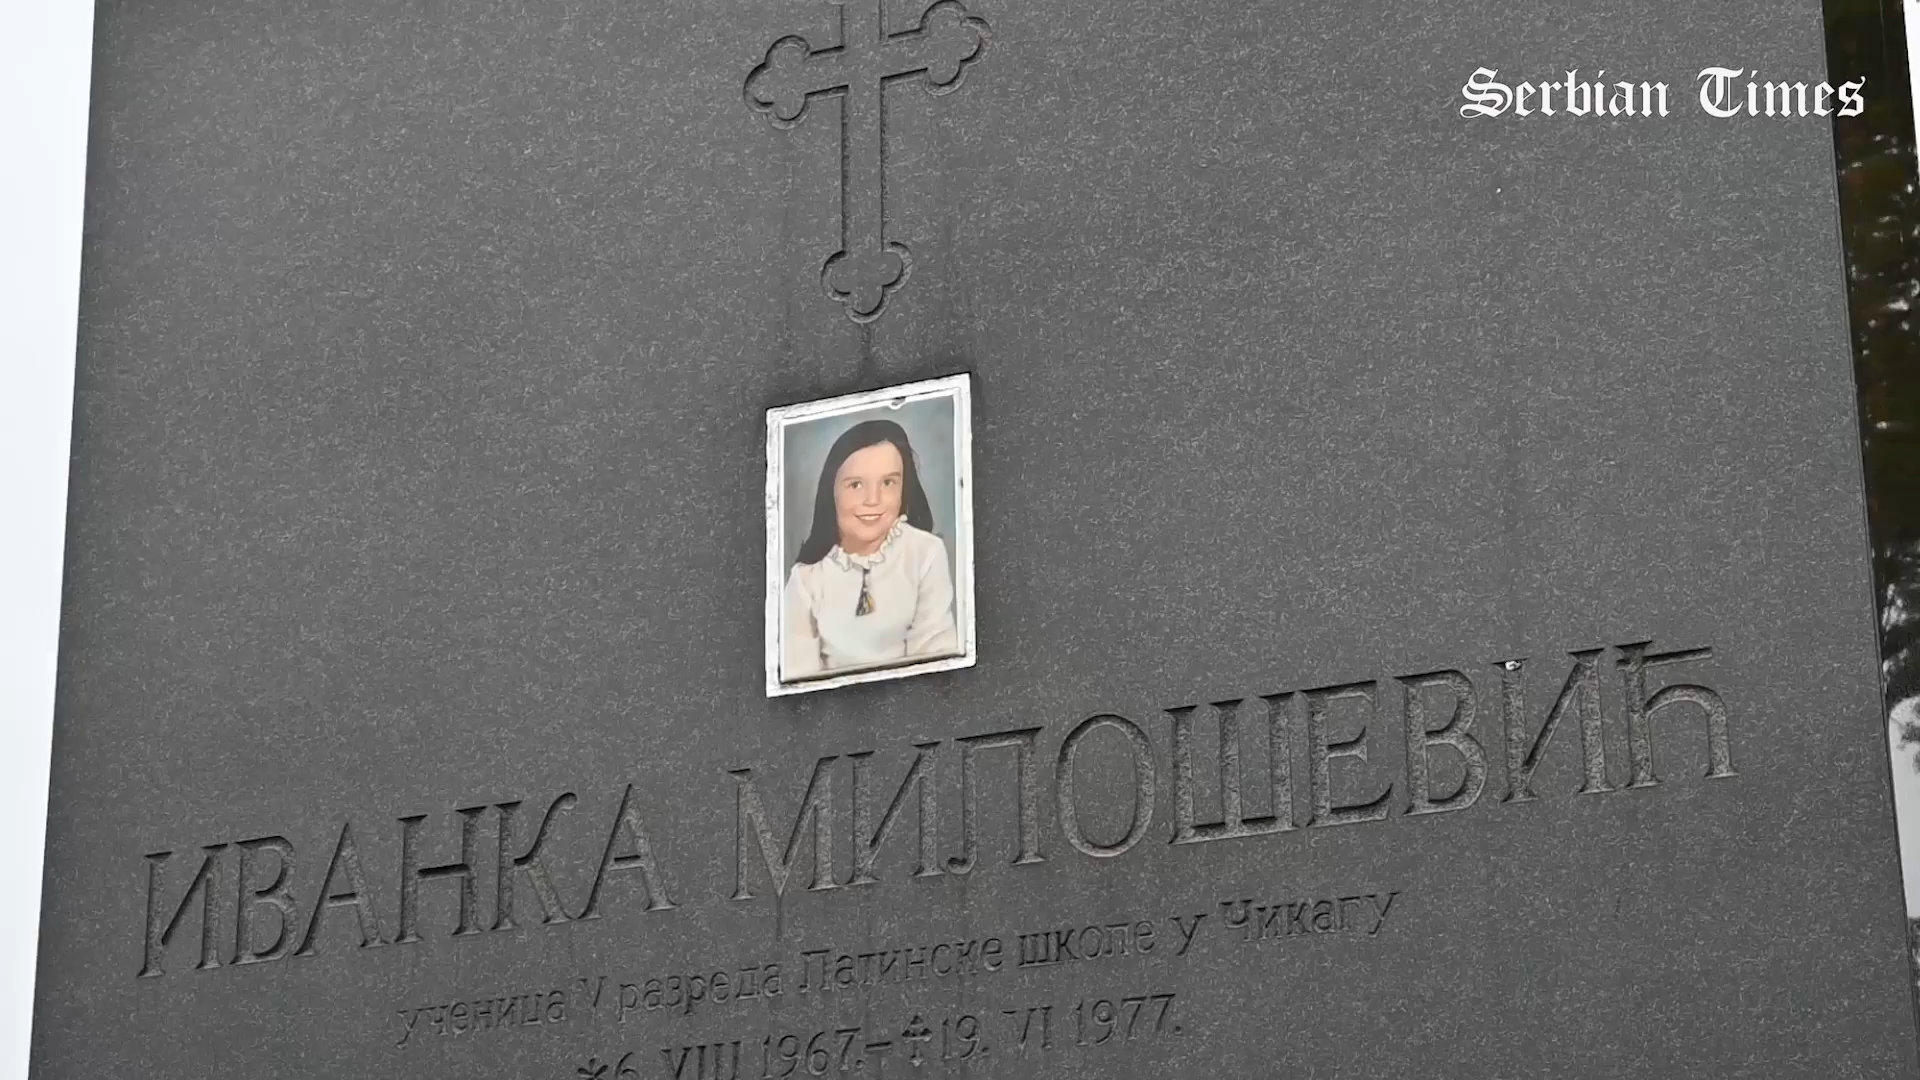 Serbian Times
ИВАНКА МИЛОШЕВИЋ
ученица V разреда Латинске школе у Чикагу
*6. VIII 1967.-☦19. VI 1977.